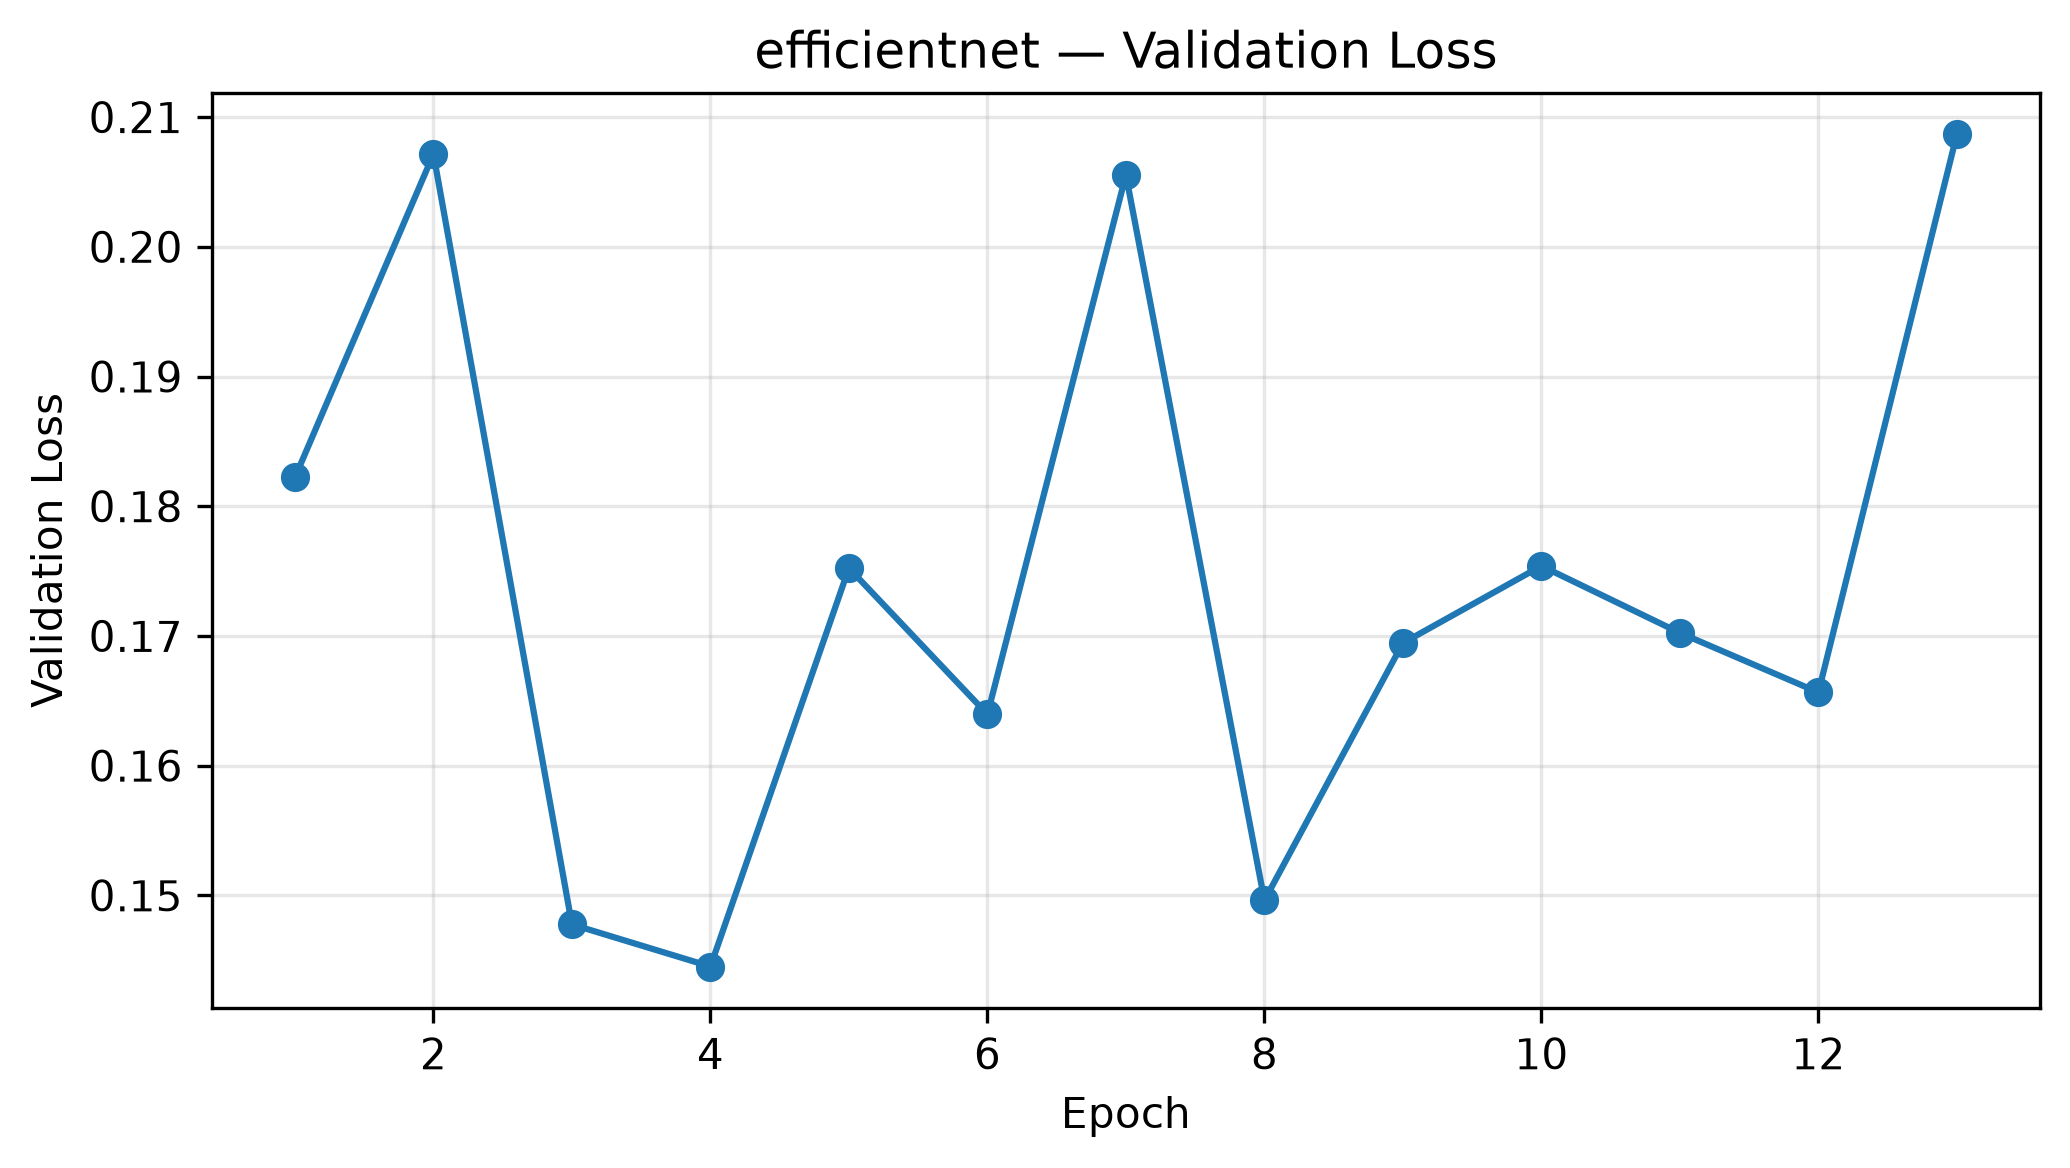 efficientnet — Validation Loss
0.21
0.20
0.19
0.18
0.17
0.16
0.15
Validation Loss
2 4 6 8 10 12
Epoch